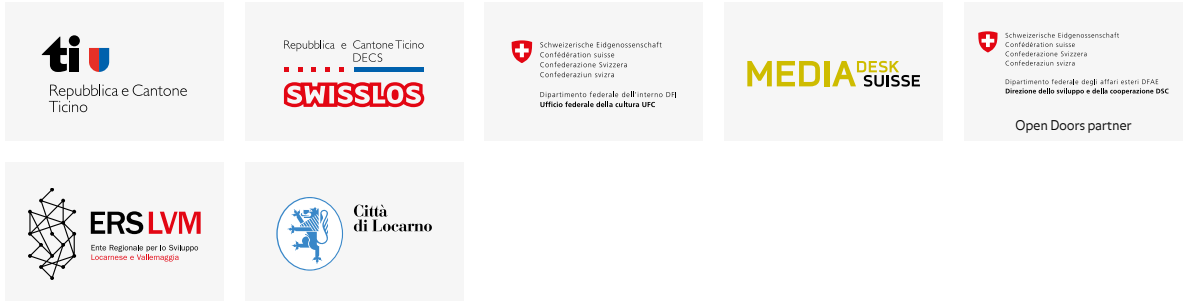 ti
Repubblica e Cantone
Ticino
Repubblica e Cantone Ticino
DECS
SWISSLOS
Schweizerische Eidgenossenschaft
Confédération suisse
Confederazione Svizzera
Confederaziun svizra
Dipartimento federale dell'interno DFI
Ufficio federale della cultura UFC
MEDIA DESK
SUISSE
Schweizerische Eidgenossenschaft
Confédération suisse
Confederazione Svizzera
Confederaziun svizra
Dipartimento federale degli affari esteri DFAE
Direzione dello sviluppo e della cooperazione DSC
Open Doors partner
ERS LVM
Ente Regionale per lo Sviluppo
Locarnese e Vallemaggia
Città
di Locarno